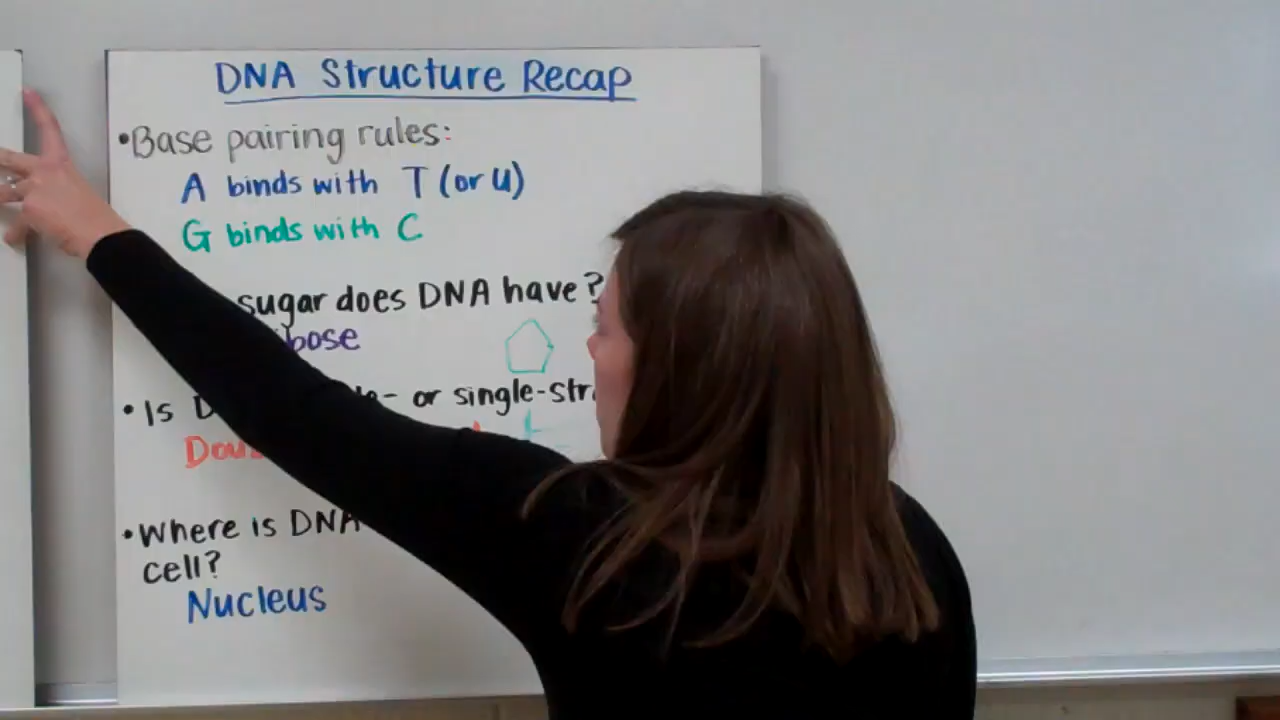 DNA Structure Recap
•Base pairing rules:
A binds with T (or U)
G binds with C
sugar does DNA have?
bose
• Is or single-str
• Where is DNA
cell?
Nucleus